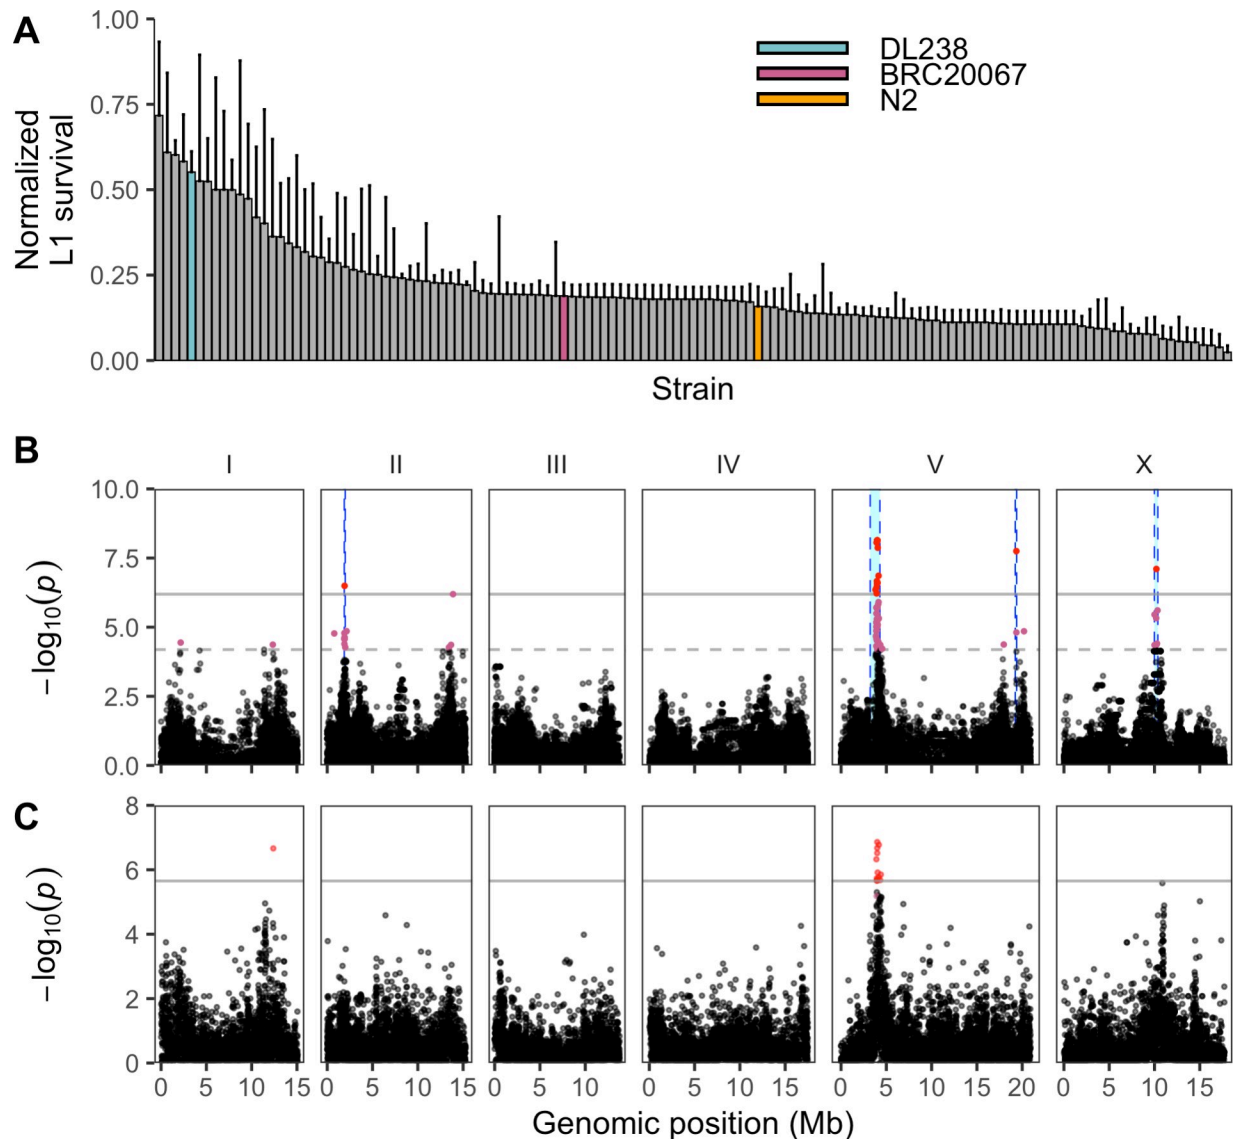 A
1.00
0.75
0.50
0.25
0.00
Normalized
L1 survival
DL238
BRC20067
N2
Strain
B
I II III IV V X
10.0
7.5
5.0
2.5
0.0
−log₁₀(p)
C
8
6
4
2
0
−log₁₀(p)
0 5 10 15 0 5 10 15 0 5 10 0 5 10 15 0 5 10 15 20 0 5 10 15
Genomic position (Mb)